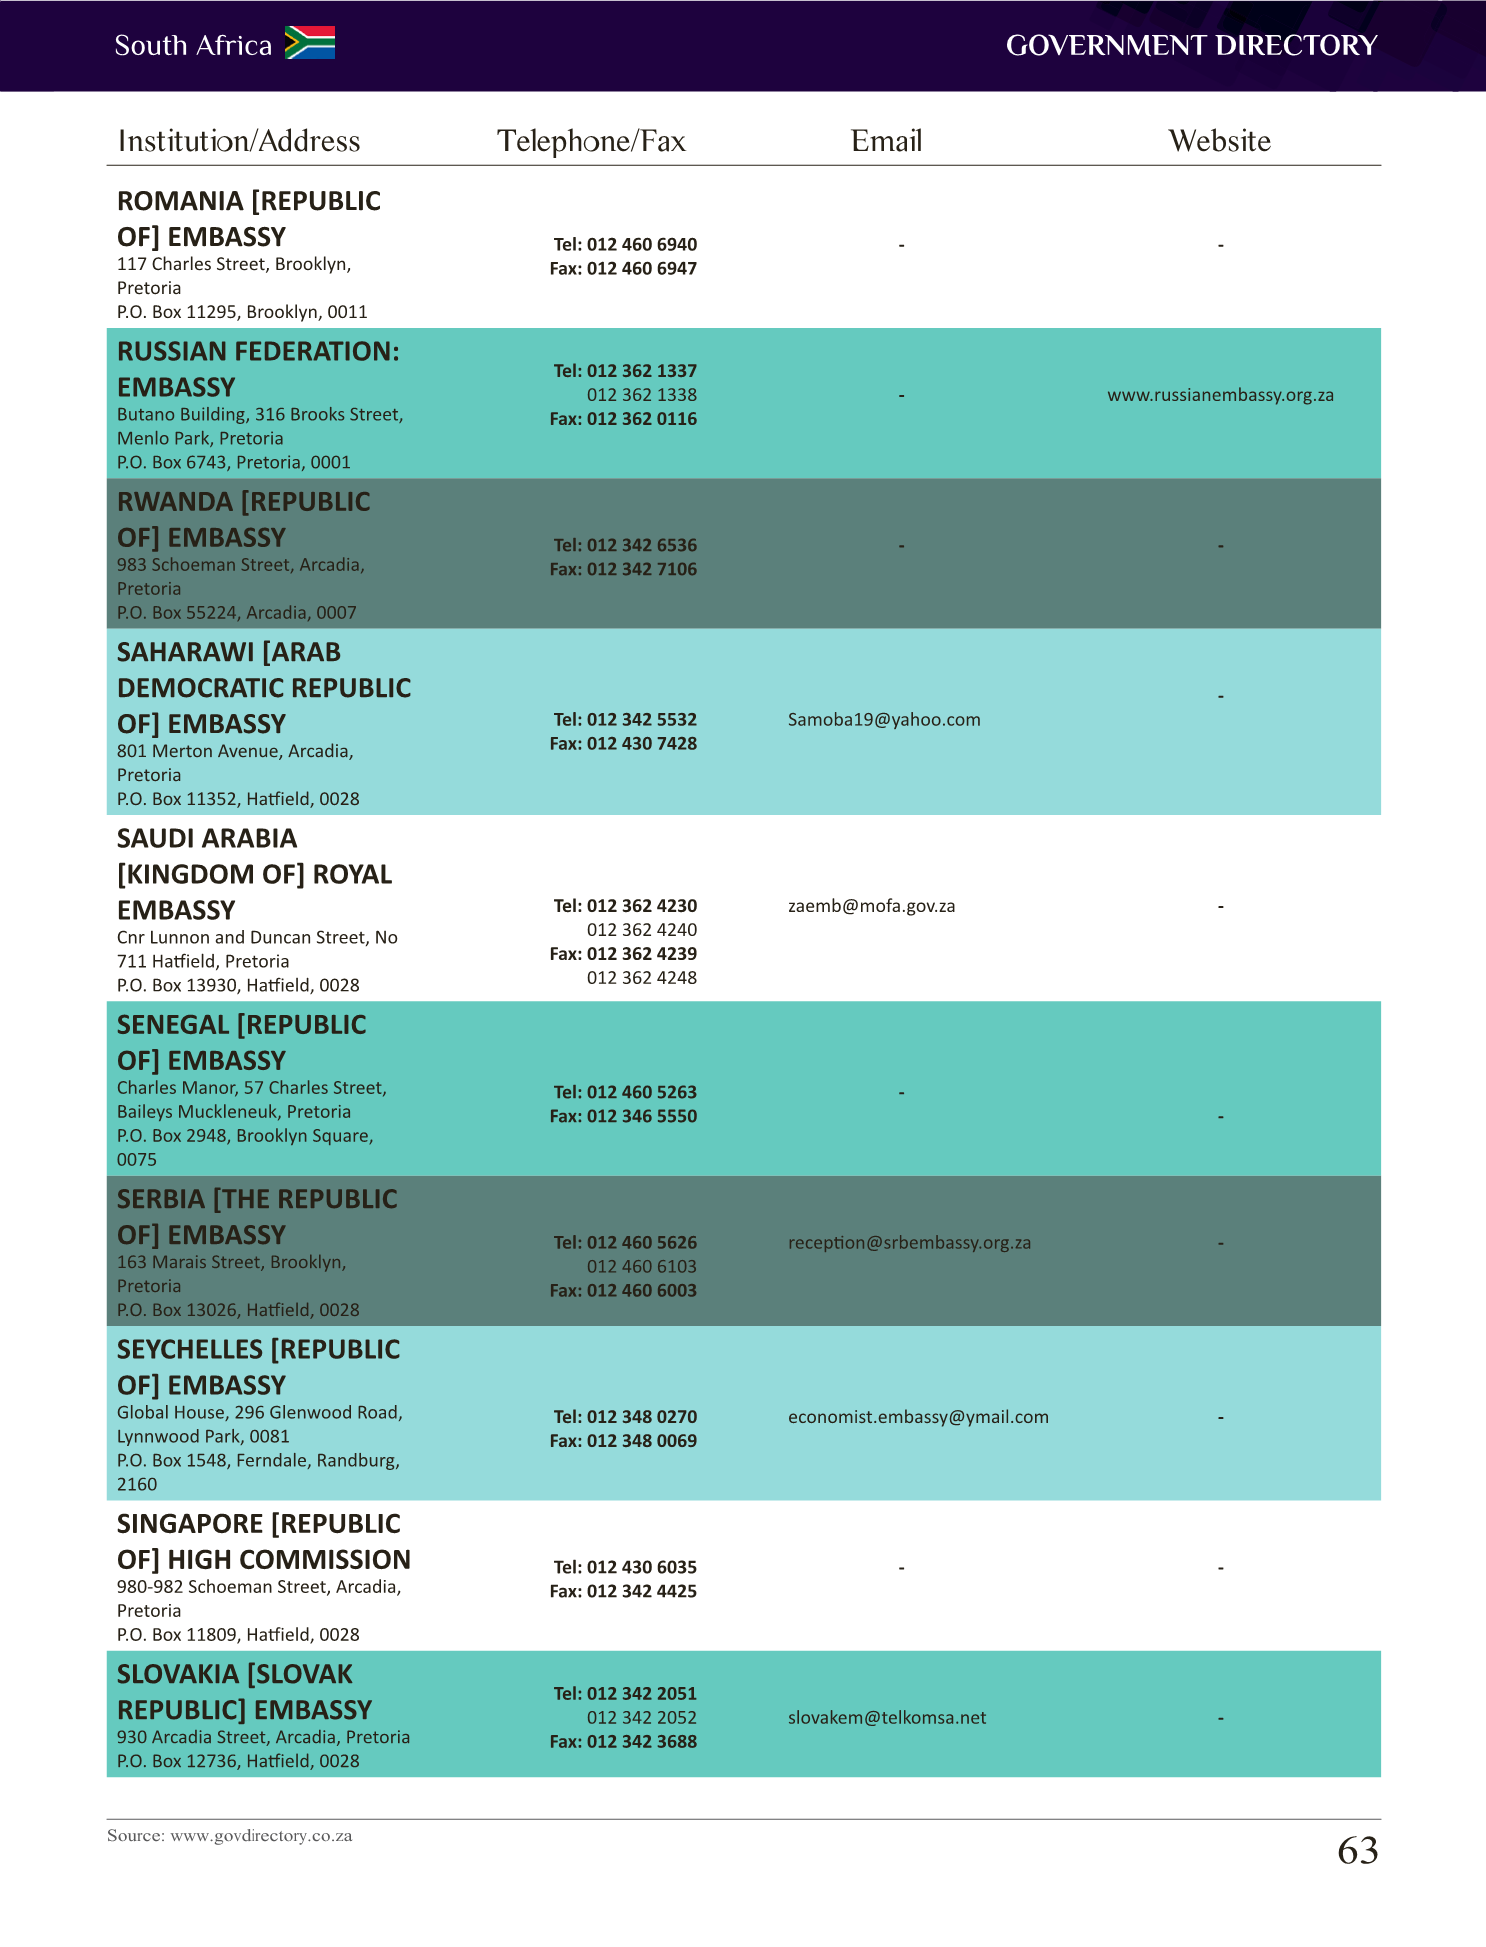 South Africa
GOVERNMENT DIRECTORY
Institution/Address Telephone/Fax Email Website
ROMANIA [REPUBLIC
OF] EMBASSY
117 Charles Street, Brooklyn,
Pretoria
P.O. Box 11295, Brooklyn, 0011
Tel: 012 460 6940
Fax: 012 460 6947
-
-
RUSSIAN FEDERATION:
EMBASSY
Butano Building, 316 Brooks Street,
Menlo Park, Pretoria
P.O. Box 6743, Pretoria, 0001
Tel: 012 362 1337
012 362 1338
Fax: 012 362 0116
-
www.russianembassy.org.za
RWANDA [REPUBLIC
OF] EMBASSY
983 Schoeman Street, Arcadia,
Pretoria
P.O. Box 55224, Arcadia, 0007
Tel: 012 342 6536
Fax: 012 342 7106
-
-
SAHARAWI [ARAB
DEMOCRATIC REPUBLIC
OF] EMBASSY
801 Merton Avenue, Arcadia,
Pretoria
P.O. Box 11352, Hatfield, 0028
Tel: 012 342 5532
Fax: 012 430 7428
Samoba19@yahoo.com
-
SAUDI ARABIA
[KINGDOM OF] ROYAL
EMBASSY
Cnr Lunnon and Duncan Street, No
711 Hatfield, Pretoria
P.O. Box 13930, Hatfield, 0028
Tel: 012 362 4230
012 362 4240
Fax: 012 362 4239
012 362 4248
zaemb@mofa.gov.za
-
SENEGAL [REPUBLIC
OF] EMBASSY
Charles Manor, 57 Charles Street,
Baileys Muckleneuk, Pretoria
P.O. Box 2948, Brooklyn Square,
0075
Tel: 012 460 5263
Fax: 012 346 5550
-
-
SERBIA [THE REPUBLIC
OF] EMBASSY
163 Marais Street, Brooklyn,
Pretoria
P.O. Box 13026, Hatfield, 0028
Tel: 012 460 5626
012 460 6103
Fax: 012 460 6003
reception@srbembassy.org.za
-
SEYCHELLES [REPUBLIC
OF] EMBASSY
Global House, 296 Glenwood Road,
Lynnwood Park, 0081
P.O. Box 1548, Ferndale, Randburg,
2160
Tel: 012 348 0270
Fax: 012 348 0069
economist.embassy@ymail.com
-
SINGAPORE [REPUBLIC
OF] HIGH COMMISSION
980-982 Schoeman Street, Arcadia,
Pretoria
P.O. Box 11809, Hatfield, 0028
Tel: 012 430 6035
Fax: 012 342 4425
-
-
SLOVAKIA [SLOVAK
REPUBLIC] EMBASSY
930 Arcadia Street, Arcadia, Pretoria
P.O. Box 12736, Hatfield, 0028
Tel: 012 342 2051
012 342 2052
Fax: 012 342 3688
slovakem@telkomsa.net
-
Source: www.govdirectory.co.za
63